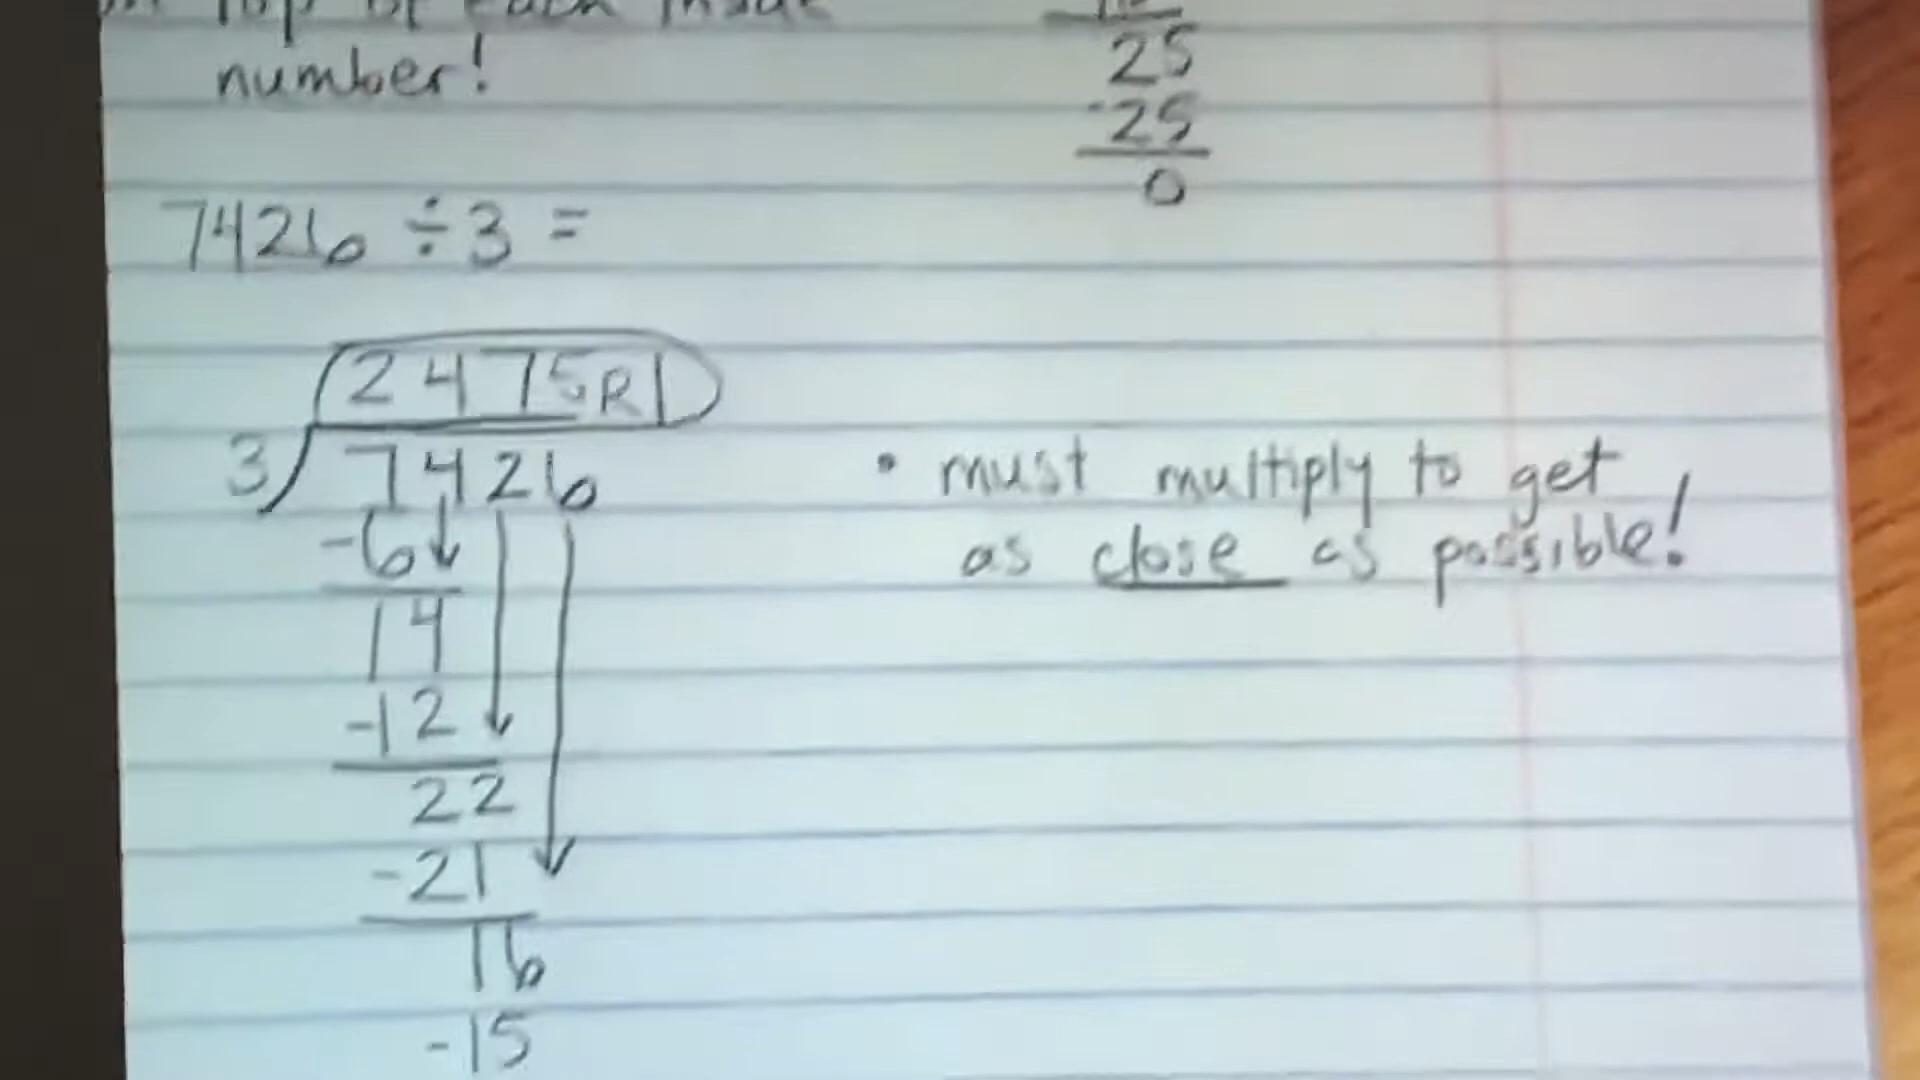 number!
25
-25
0
7426 ÷ 3 =
2475R1
3 7426
-6
14
-12
22
-21
16
-15
• must multiply to get
as close as possible!